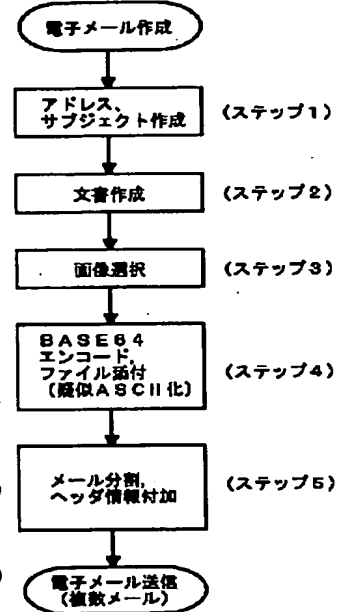 電子メール作成
アドレス、
サブジェクト作成
(ステップ1)
文書作成
(ステップ2)
画像選択
(ステップ3)
BASE64
エンコード,
ファイル添付
(疑似ASCII化)
(ステップ4)
メール分割,
ヘッダ情報付加
(ステップ5)
電子メール送信
(複数メール)